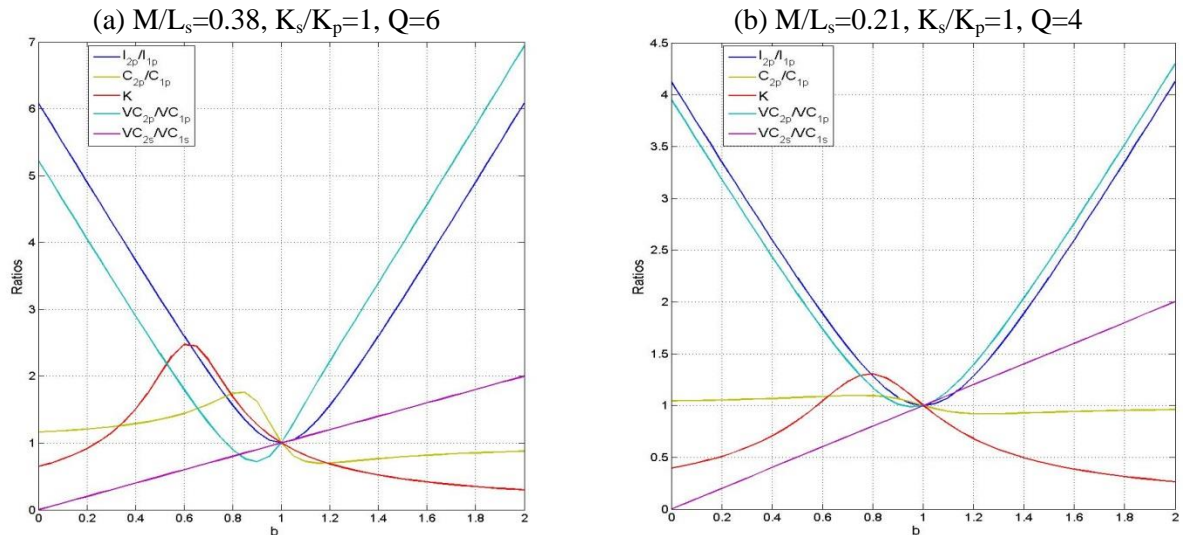 (a) M/Lₛ=0.38, Kₛ/Kₚ=1, Q=6
7
6
5
4
3
2
1
0
Ratios
I₂ₚ/I₁ₚ
C₂ₚ/C₁ₚ
K
VC₂ₚ/VC₁ₚ
VC₂ₛ/VC₁ₛ
0 0.2 0.4 0.6 0.8 1 1.2 1.4 1.6 1.8 2
b
(b) M/Lₛ=0.21, Kₛ/Kₚ=1, Q=4
4.5
4
3.5
3
2.5
2
1.5
1
0.5
0
Ratios
I₂ₚ/I₁ₚ
C₂ₚ/C₁ₚ
K
VC₂ₚ/VC₁ₚ
VC₂ₛ/VC₁ₛ
0 0.2 0.4 0.6 0.8 1 1.2 1.4 1.6 1.8 2
b